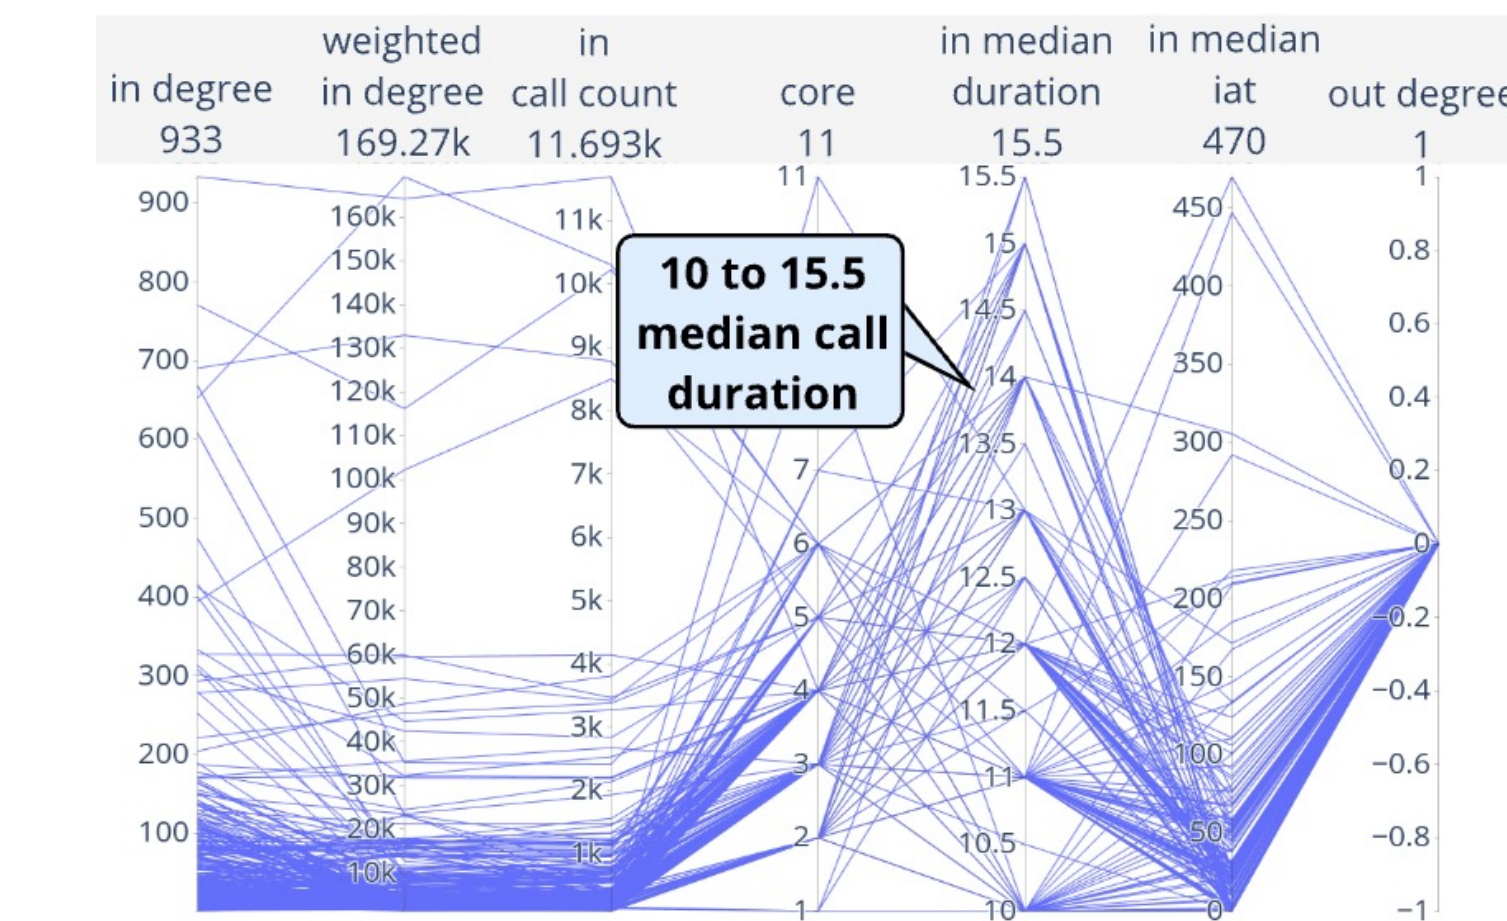 in degree
933
weighted
in degree
169.27k
in
call count
11.693k
core
11
in median
duration
15.5
in median
iat
470
out degree
1
900
800
700
600
500
400
300
200
100
160k
150k
140k
130k
120k
110k
100k
90k
80k
70k
60k
50k
40k
30k
20k
10k
11k
10k
9k
8k
7k
6k
5k
4k
3k
2k
1k
10 to 15.5
median call
duration
11
7
6
5
4
3
2
1
15.5
15
14.5
14
13.5
13
12.5
12
11.5
11
10.5
10
450
400
350
300
250
200
150
100
50
0
1
0.8
0.6
0.4
0.2
0
−0.2
−0.4
−0.6
−0.8
−1